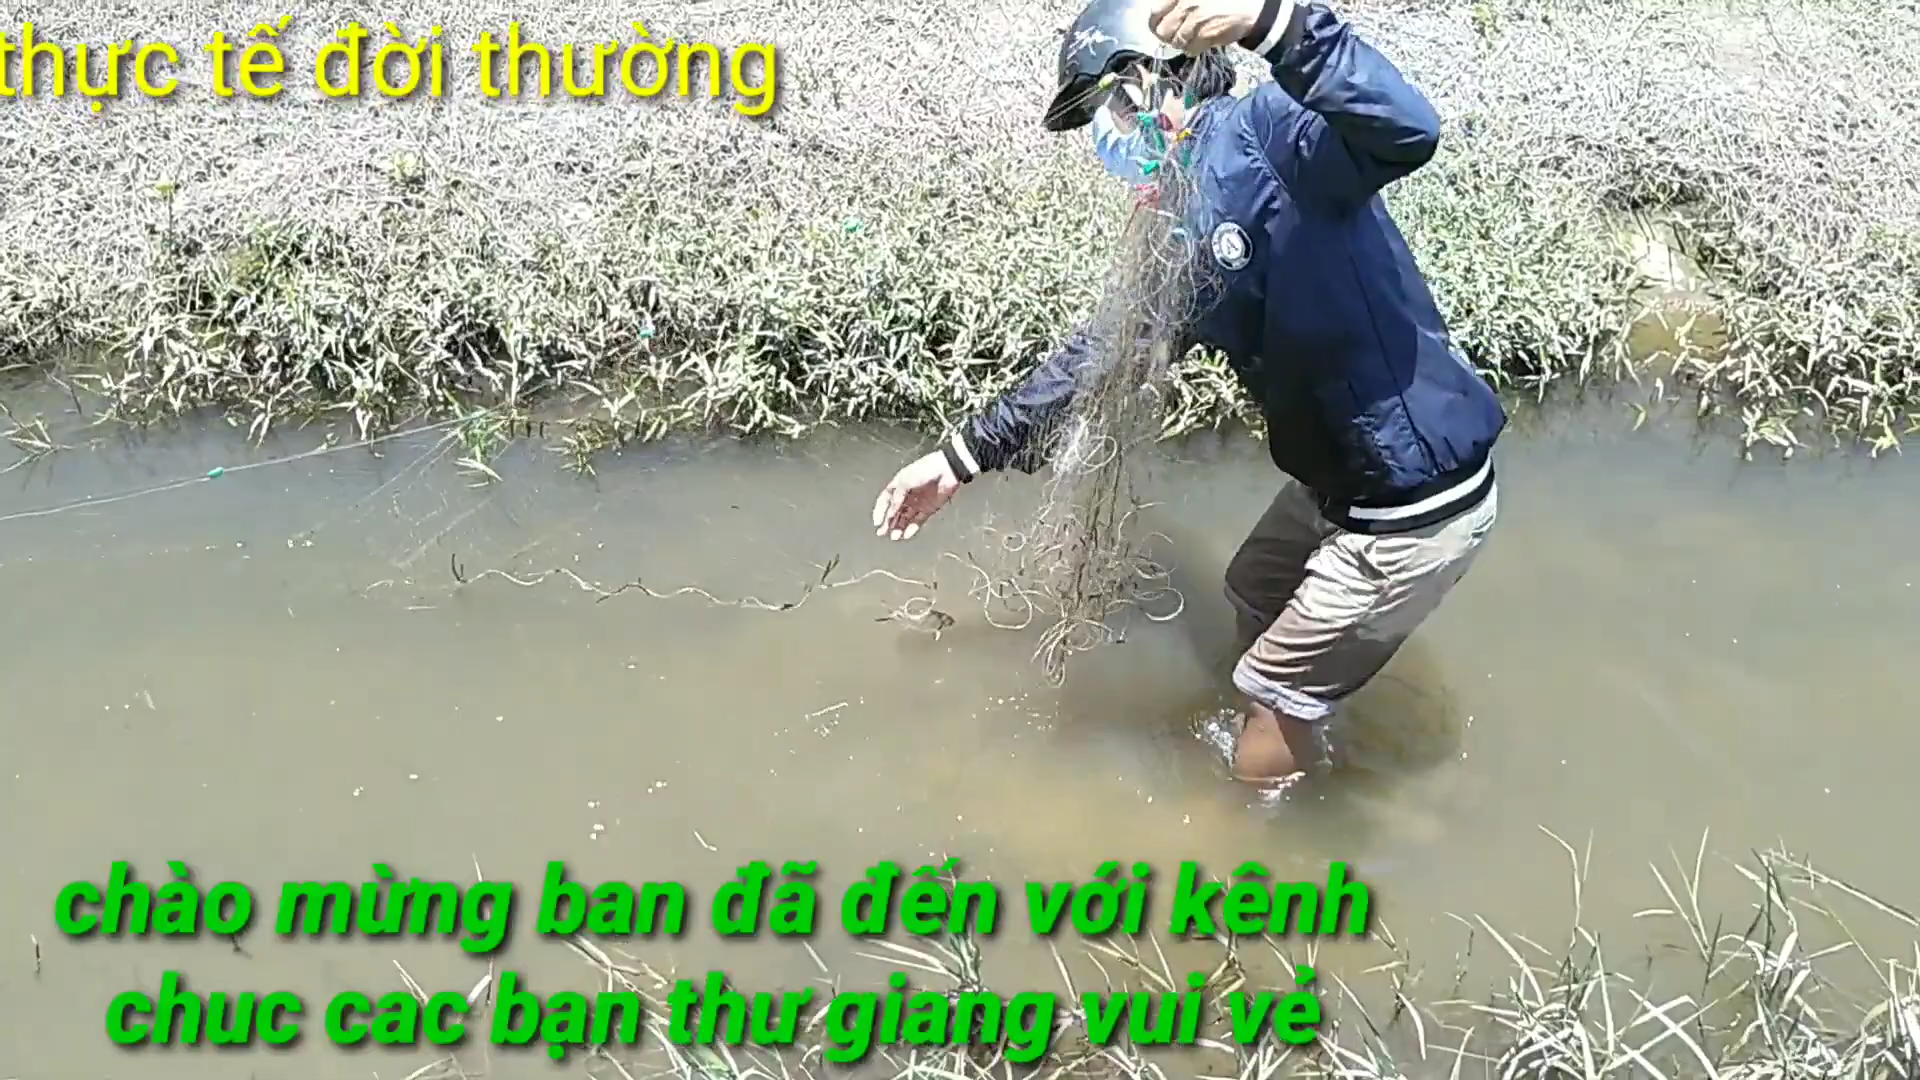 thực tế đời thường
chào mừng ban đã đến với kênh
chuc cac bạn thư giang vui vẻ